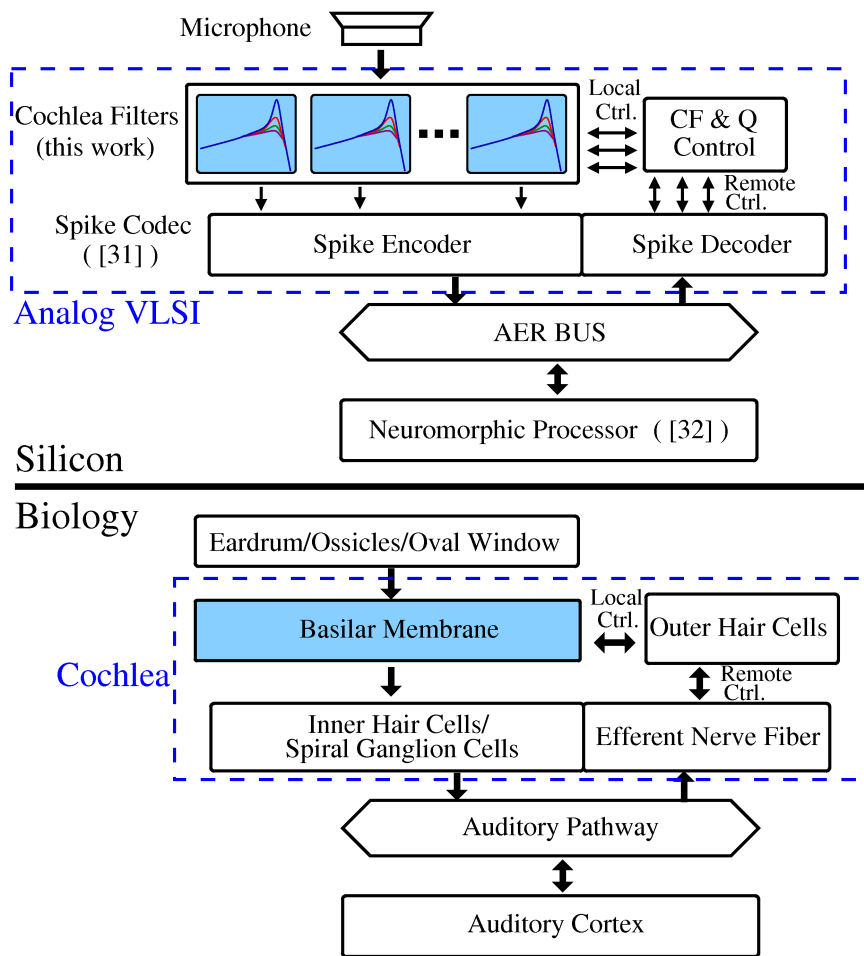 Microphone
Cochlea Filters
(this work)
Local
Ctrl.
CF & Q
Control
Remote
Ctrl.
Spike Codec
( [31] )
Spike Encoder
Spike Decoder
Analog VLSI
AER BUS
Neuromorphic Processor ( [32] )
Silicon
Biology
Eardrum/Ossicles/Oval Window
Basilar Membrane
Local
Ctrl.
Outer Hair Cells
Cochlea
Remote
Ctrl.
Inner Hair Cells/
Spiral Ganglion Cells
Efferent Nerve Fiber
Auditory Pathway
Auditory Cortex